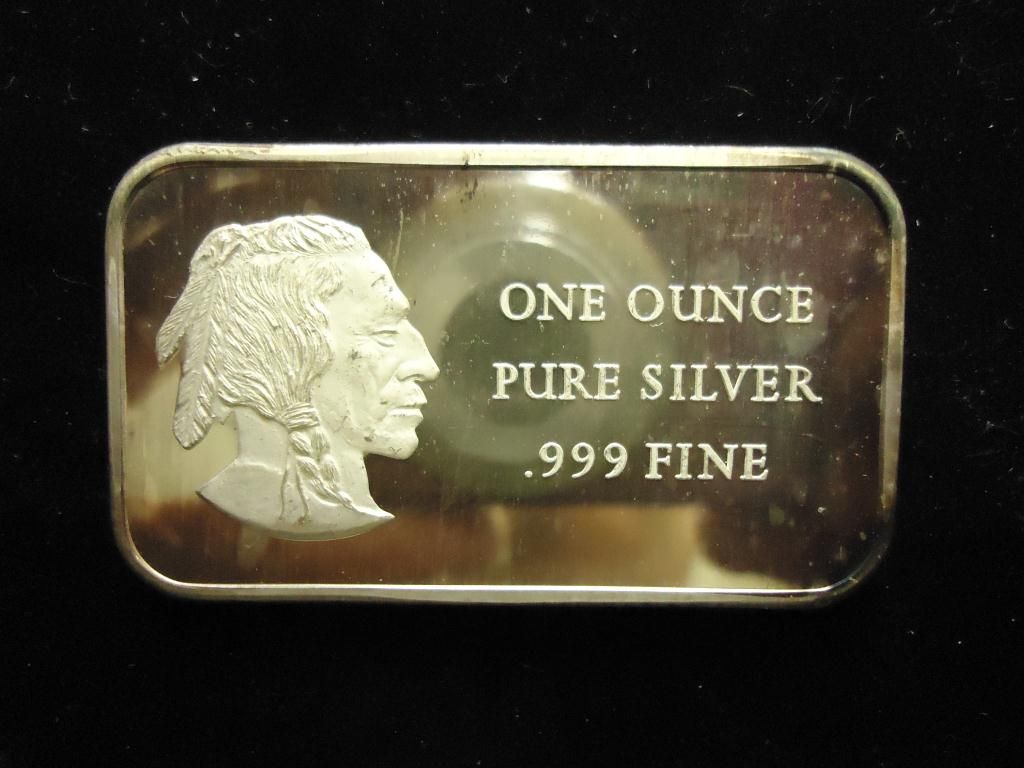 ONE OUNCE
PURE SILVER
.999 FINE